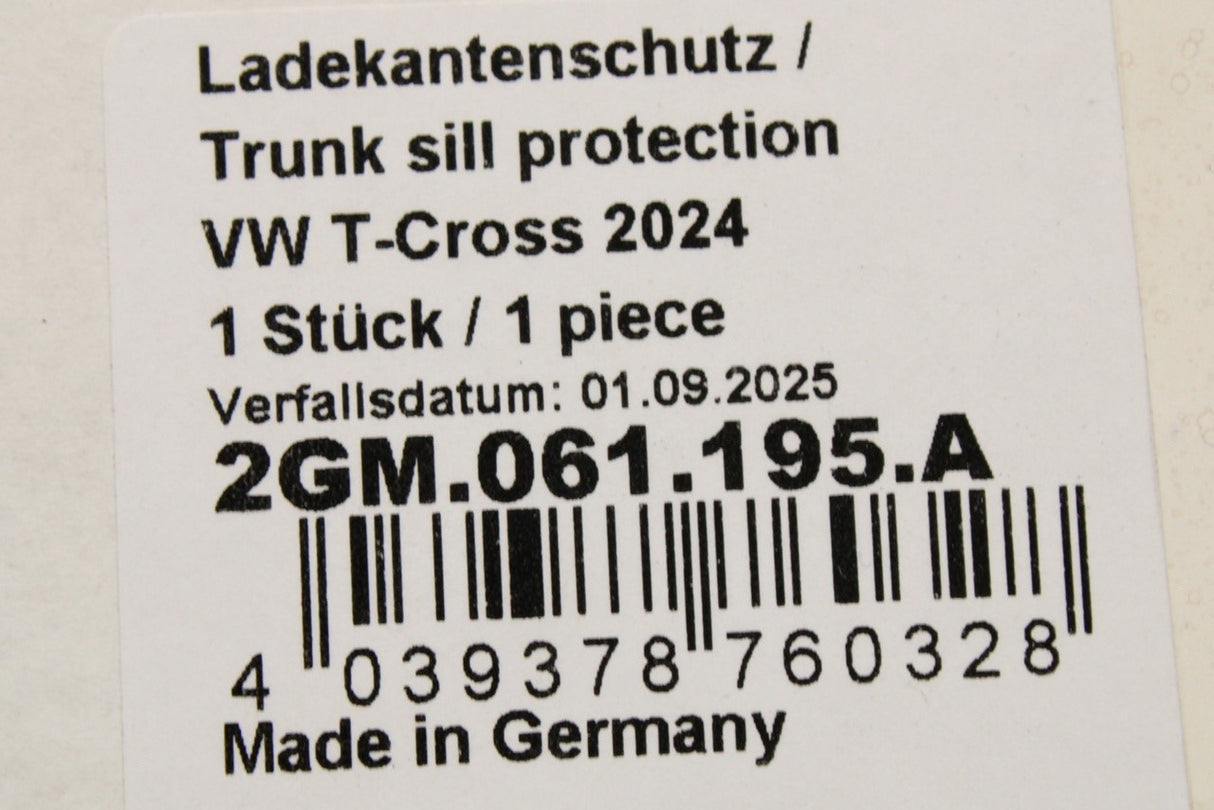 Ladekantenschutz /
Trunk sill protection
VW T-Cross 2024
1 Stück / 1 piece
Verfallsdatum: 01.09.2025
2GM.061.195.A
4 039378 760328
Made in Germany